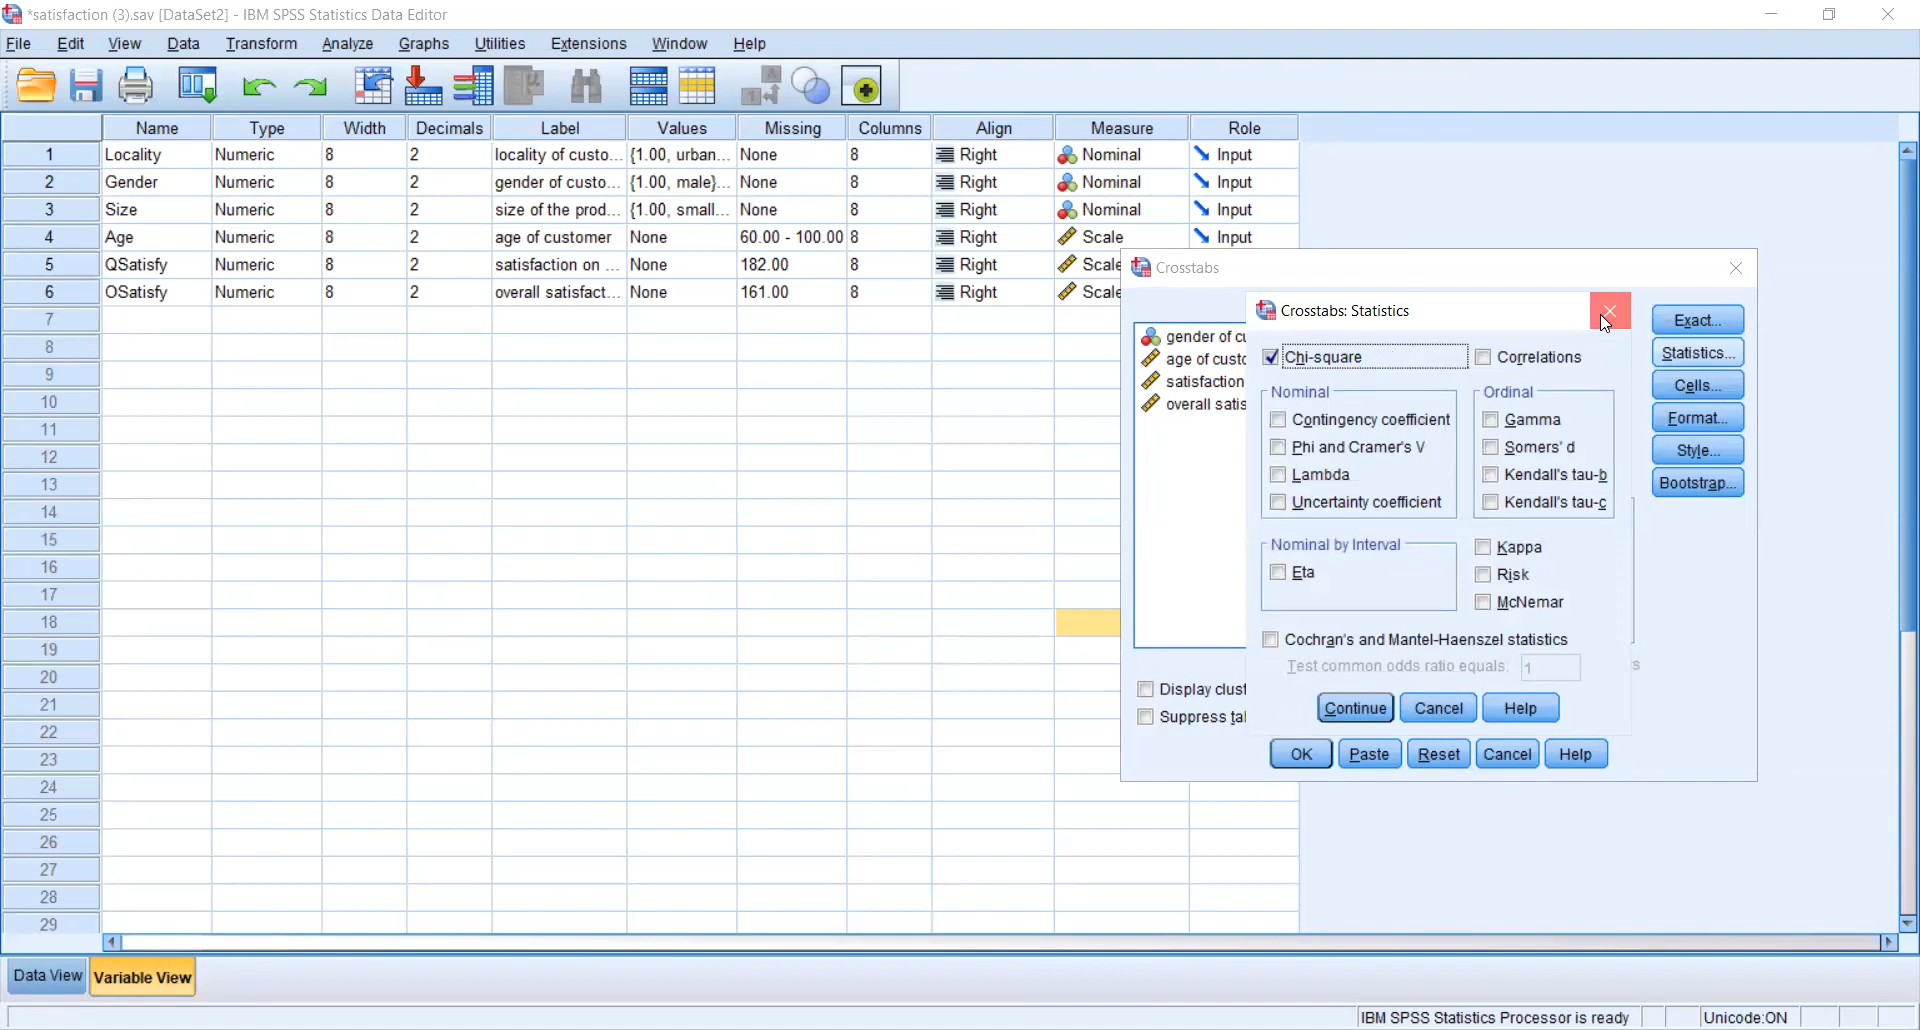 *satisfaction (3).sav [DataSet2] - IBM SPSS Statistics Data Editor
File Edit View Data Transform Analyze Graphs Utilities Extensions Window Help
Name Type Width Decimals Label Values Missing Columns Align Measure Role
1 Locality Numeric 8 2 locality of custo... {1.00, urban... None 8 Right Nominal Input
2 Gender Numeric 8 2 gender of custo... {1.00, male}... None 8 Right Nominal Input
3 Size Numeric 8 2 size of the prod... {1.00, small... None 8 Right Nominal Input
4 Age Numeric 8 2 age of customer None 60.00 - 100.00 8 Right Scale Input
5 QSatisfy Numeric 8 2 satisfaction on ... None 182.00 8 Right Scale
6 OSatisfy Numeric 8 2 overall satisfact... None 161.00 8 Right Scale
7
8
9
10
11
12
13
14
15
16
17
18
19
20
21
22
23
24
25
26
27
28
29
Crosstabs
gender of cu
age of custo
satisfaction
overall satis
Display clust
Suppress tal
Exact...
Statistics...
Cells...
Format...
Style...
Bootstrap...
Crosstabs: Statistics
Chi-square Correlations
Nominal Ordinal
Contingency coefficient Gamma
Phi and Cramer's V Somers' d
Lambda Kendall's tau-b
Uncertainty coefficient Kendall's tau-c
Nominal by Interval Kappa
Eta Risk
McNemar
Cochran's and Mantel-Haenszel statistics
Test common odds ratio equals: 1 s
Continue Cancel Help
OK Paste Reset Cancel Help
Data View Variable View
IBM SPSS Statistics Processor is ready Unicode:ON